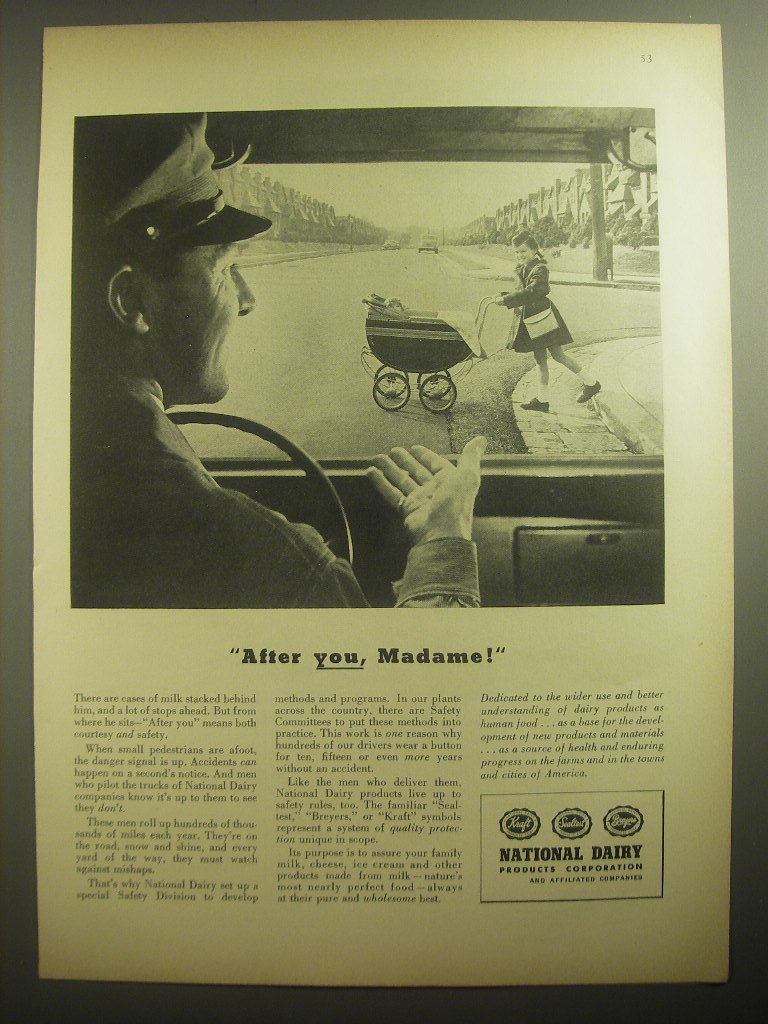 53
"After you, Madame!"
There are cases of milk stacked behind
him, and a lot of stops ahead. But from
where he sits—"After you" means both
courtesy and safety.
When small pedestrians are afoot,
the danger signal is up. Accidents can
happen on a second's notice. And men
who pilot the trucks of National Dairy
companies know it's up to them to see
they don't.
These men roll up hundreds of thou-
sands of miles each year. They're on
the road, snow and shine, and every
yard of the way, they must watch
against mishaps.
That's why National Dairy set up a
special Safety Division to develop
methods and programs. In our plants
across the country, there are Safety
Committees to put these methods into
practice. This work is one reason why
hundreds of our drivers wear a button
for ten, fifteen or even more years
without an accident.
Like the men who deliver them,
National Dairy products live up to
safety rules, too. The familiar "Seal-
test," "Breyers," or "Kraft" symbols
represent a system of quality protec-
tion unique in scope.
Its purpose is to assure your family
milk, cheese, ice cream and other
products made from milk—nature's
most nearly perfect food—always
at their pure and wholesome best.
Dedicated to the wider use and better
understanding of dairy products as
human food . . . as a base for the devel-
opment of new products and materials
. . . as a source of health and enduring
progress on the farms and in the towns
and cities of America.
Kraft Sealtest Breyers
NATIONAL DAIRY
PRODUCTS CORPORATION
AND AFFILIATED COMPANIES